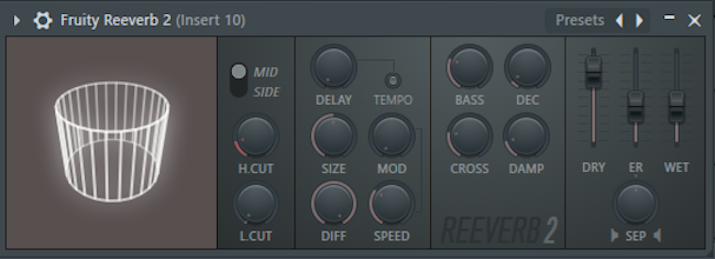 Fruity Reeverb 2 (Insert 10)
Presets
MID
SIDE
DELAY
TEMPO
BASS
DEC
H.CUT
SIZE
MOD
CROSS
DAMP
DRY
ER
WET
L.CUT
DIFF
SPEED
REEVERB 2
SEP